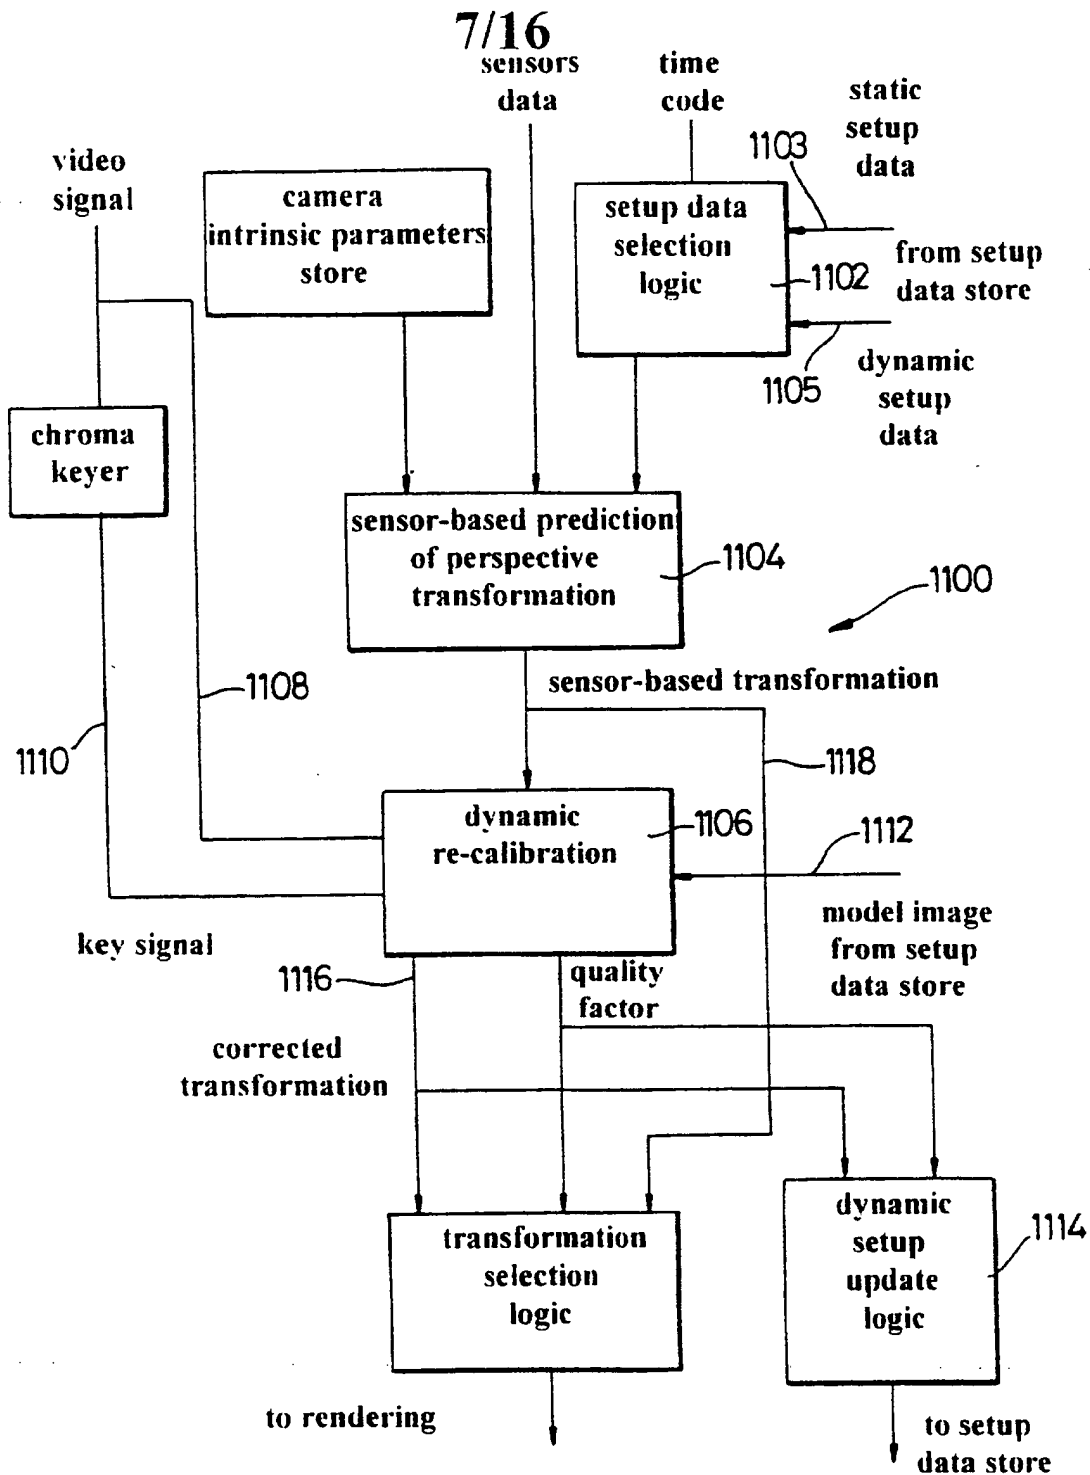 7/16
sensors
data
time
code
static
setup
data
1103
video
signal
camera
intrinsic parameters
store
setup data
selection
logic
1102
from setup
data store
1105
dynamic
setup
data
chroma
keyer
sensor-based prediction
of perspective
transformation
1104
1100
sensor-based transformation
1108
1110
1118
dynamic
re-calibration
1106
1112
model image
from setup
data store
key signal
1116
quality
factor
corrected
transformation
transformation
selection
logic
dynamic
setup
update
logic
1114
to rendering
to setup
data store